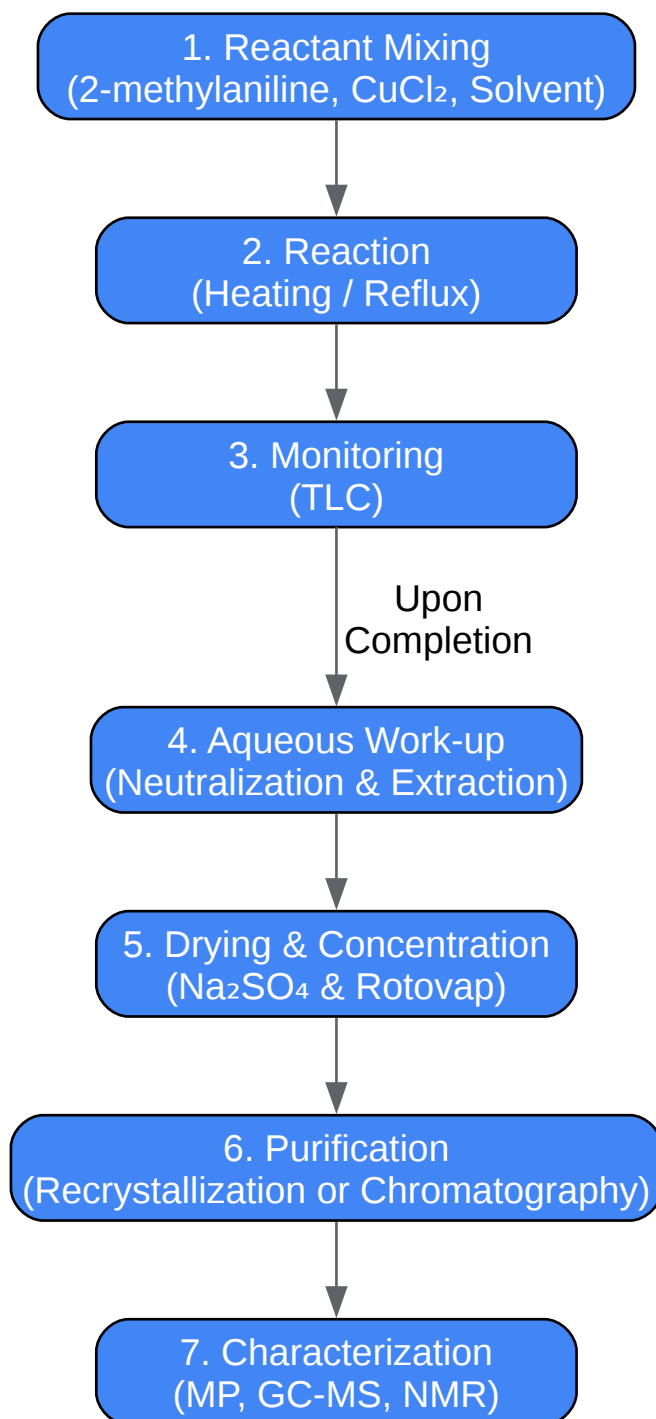 1. Reactant Mixing
(2-methylaniline, CuCl₂, Solvent)
2. Reaction
(Heating / Reflux)
3. Monitoring
(TLC)
Upon
Completion
4. Aqueous Work-up
(Neutralization & Extraction)
5. Drying & Concentration
(Na₂SO₄ & Rotovap)
6. Purification
(Recrystallization or Chromatography)
7. Characterization
(MP, GC-MS, NMR)